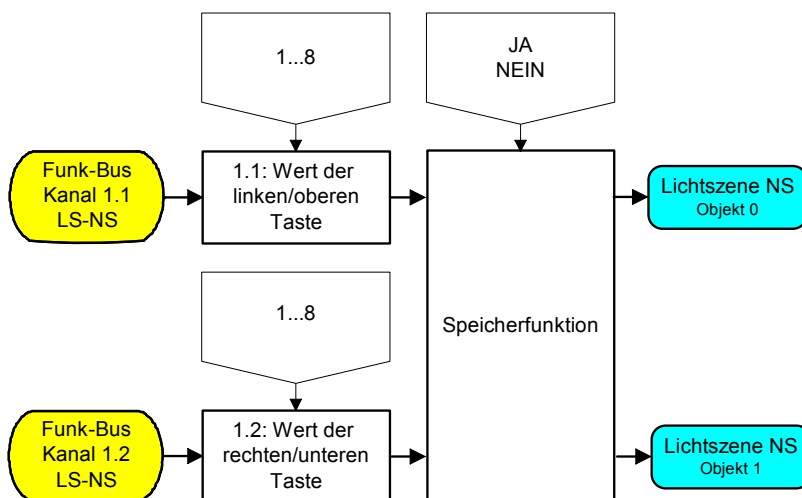 1...8
JA
NEIN
Funk-Bus
Kanal 1.1
LS-NS
1.1: Wert der
linken/oberen
Taste
Lichtszene NS
Objekt 0
1...8
Speicherfunktion
Funk-Bus
Kanal 1.2
LS-NS
1.2: Wert der
rechten/unteren
Taste
Lichtszene NS
Objekt 1